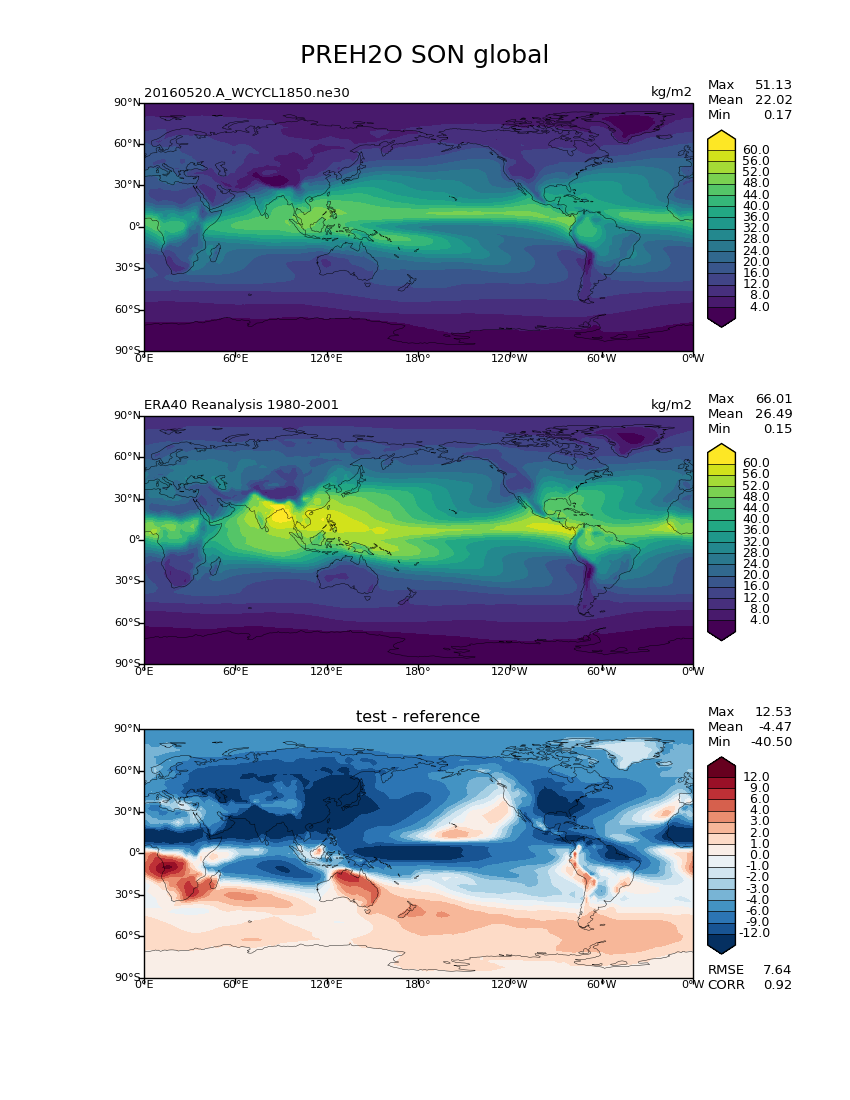 PREH2O SON global
20160520.A_WCYCL1850.ne30
kg/m2
Max 51.13
Mean 22.02
Min 0.17
90°N
60°N
30°N
0°
30°S
60°S
90°S
0°E 60°E 120°E 180° 120°W 60°W 0°W
60.0
56.0
52.0
48.0
44.0
40.0
36.0
32.0
28.0
24.0
20.0
16.0
12.0
8.0
4.0
ERA40 Reanalysis 1980-2001
kg/m2
Max 66.01
Mean 26.49
Min 0.15
90°N
60°N
30°N
0°
30°S
60°S
90°S
0°E 60°E 120°E 180° 120°W 60°W 0°W
60.0
56.0
52.0
48.0
44.0
40.0
36.0
32.0
28.0
24.0
20.0
16.0
12.0
8.0
4.0
test - reference
Max 12.53
Mean -4.47
Min -40.50
90°N
60°N
30°N
0°
30°S
60°S
90°S
0°E 60°E 120°E 180° 120°W 60°W 0°W
12.0
9.0
6.0
4.0
3.0
2.0
1.0
0.0
-1.0
-2.0
-3.0
-4.0
-6.0
-9.0
-12.0
RMSE 7.64
CORR 0.92